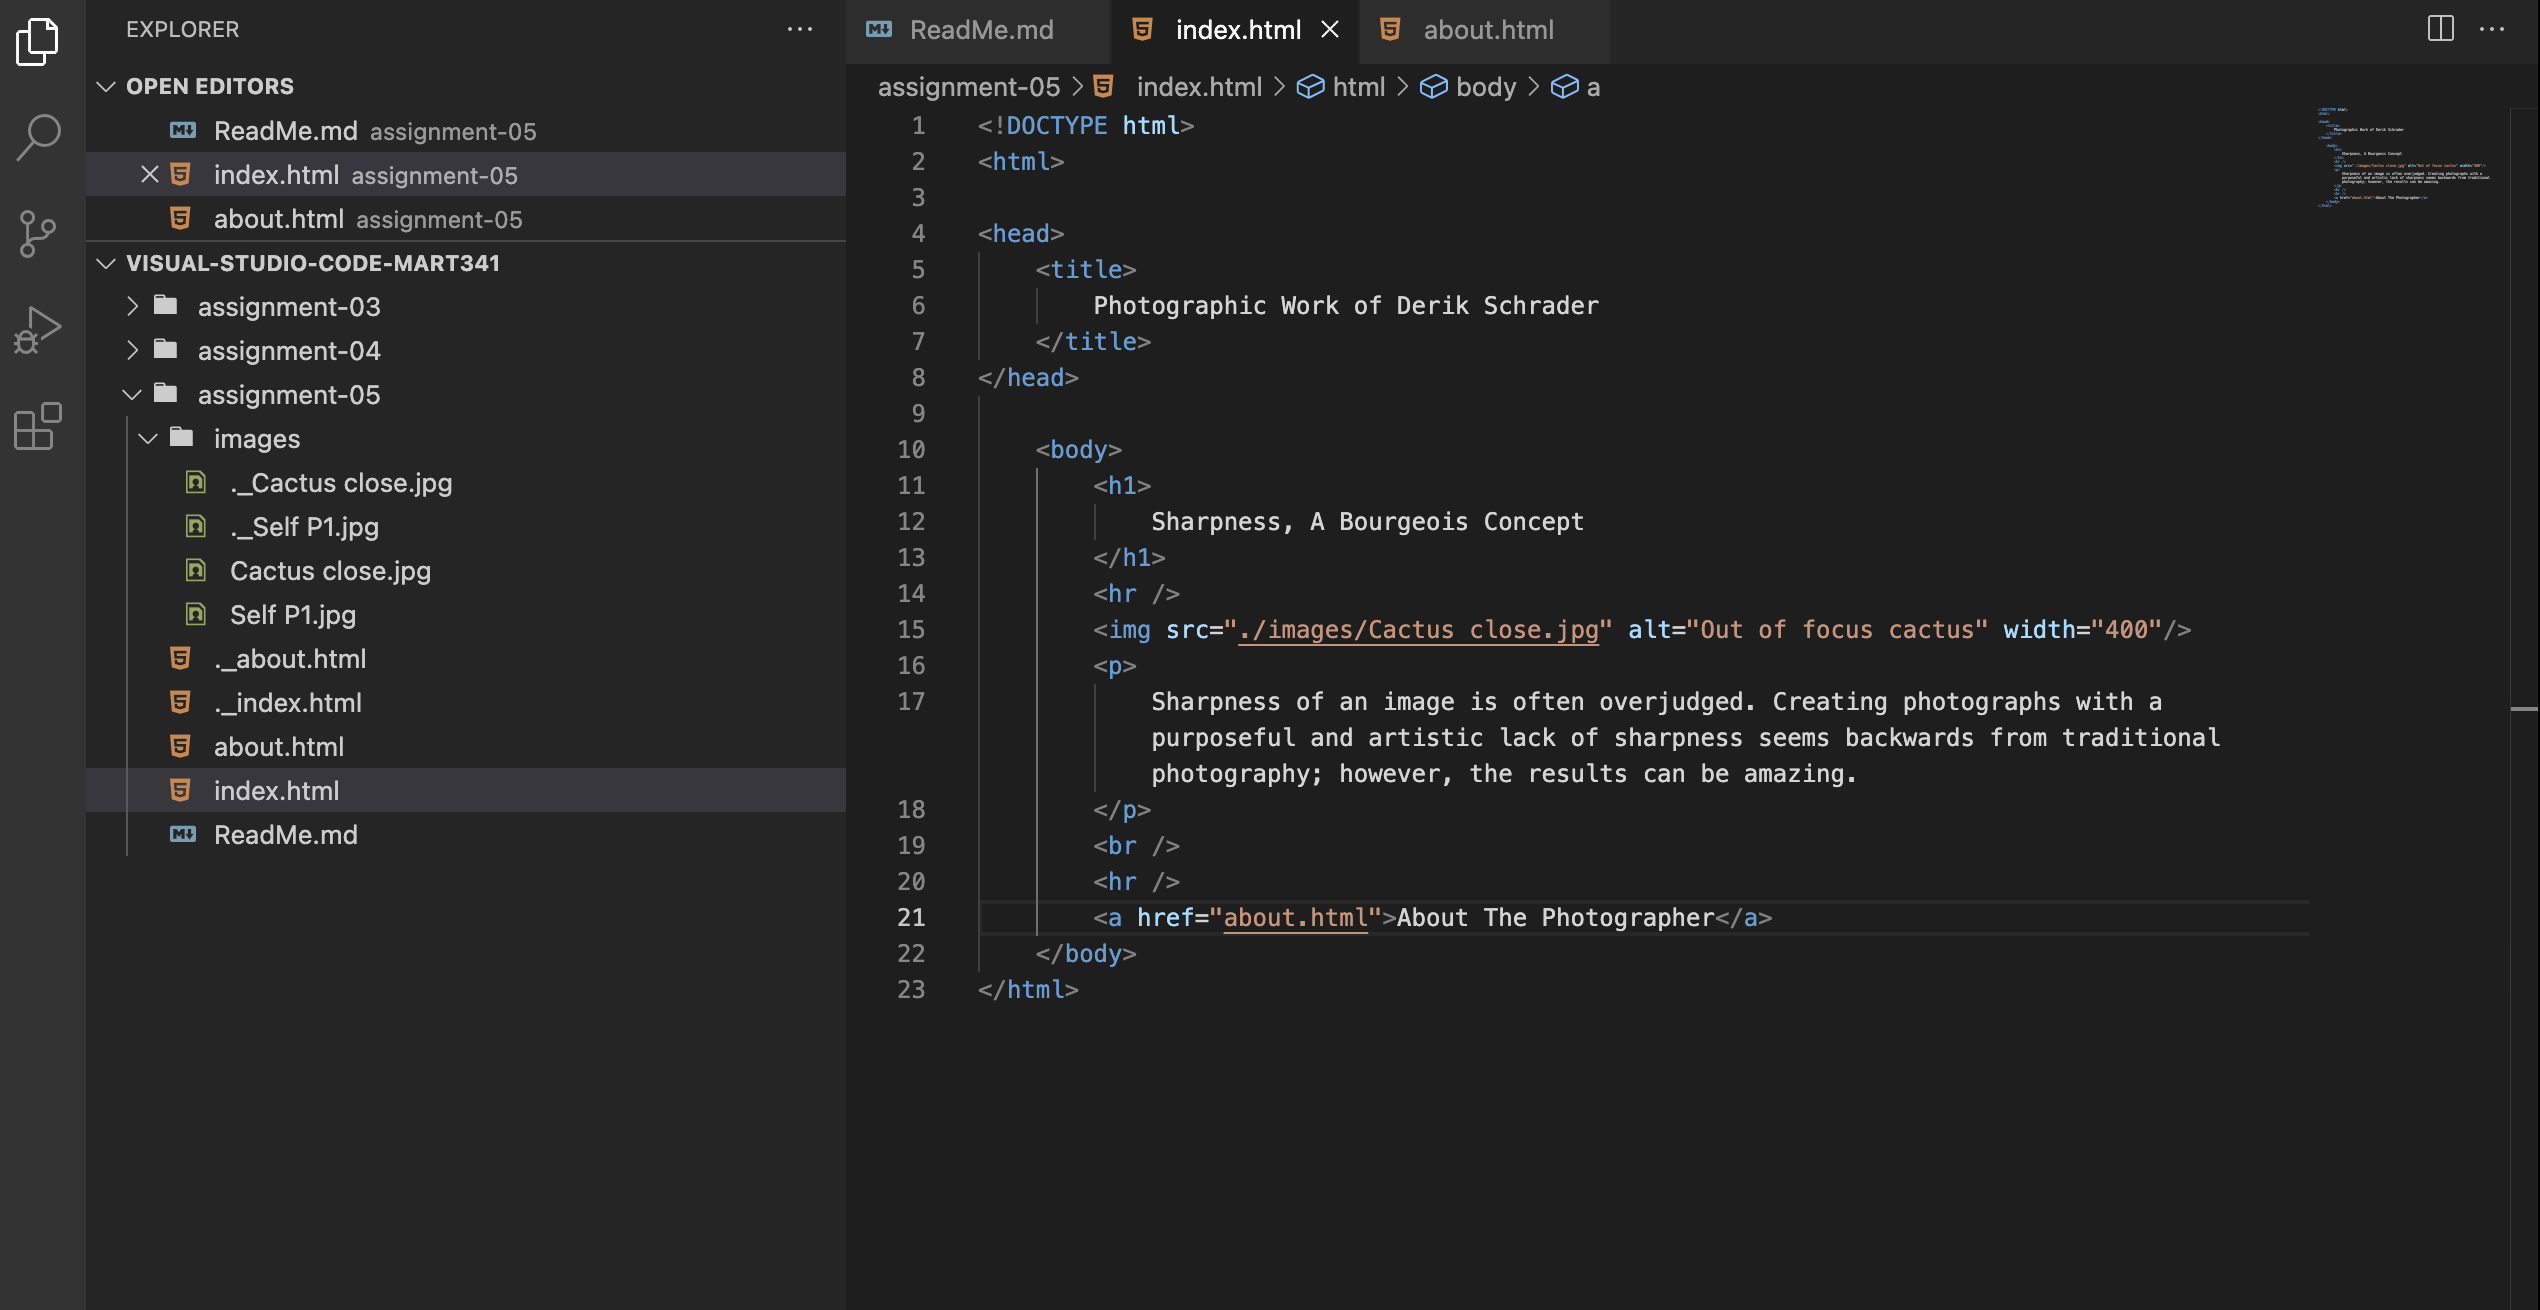 EXPLORER
OPEN EDITORS
ReadMe.md assignment-05
index.html assignment-05
about.html assignment-05
VISUAL-STUDIO-CODE-MART341
assignment-03
assignment-04
assignment-05
images
._Cactus close.jpg
._Self P1.jpg
Cactus close.jpg
Self P1.jpg
._about.html
._index.html
about.html
index.html
ReadMe.md
ReadMe.md index.html about.html
assignment-05 > index.html > html > body > a
1 <!DOCTYPE html>
2 <html>
3
4 <head>
5 <title>
6 Photographic Work of Derik Schrader
7 </title>
8 </head>
9
10 <body>
11 <h1>
12 Sharpness, A Bourgeois Concept
13 </h1>
14 <hr />
15 <img src="./images/Cactus close.jpg" alt="Out of focus cactus" width="400"/>
16 <p>
17 Sharpness of an image is often overjudged. Creating photographs with a
purposeful and artistic lack of sharpness seems backwards from traditional
photography; however, the results can be amazing.
18 </p>
19 <br />
20 <hr />
21 <a href="about.html">About The Photographer</a>
22 </body>
23 </html>